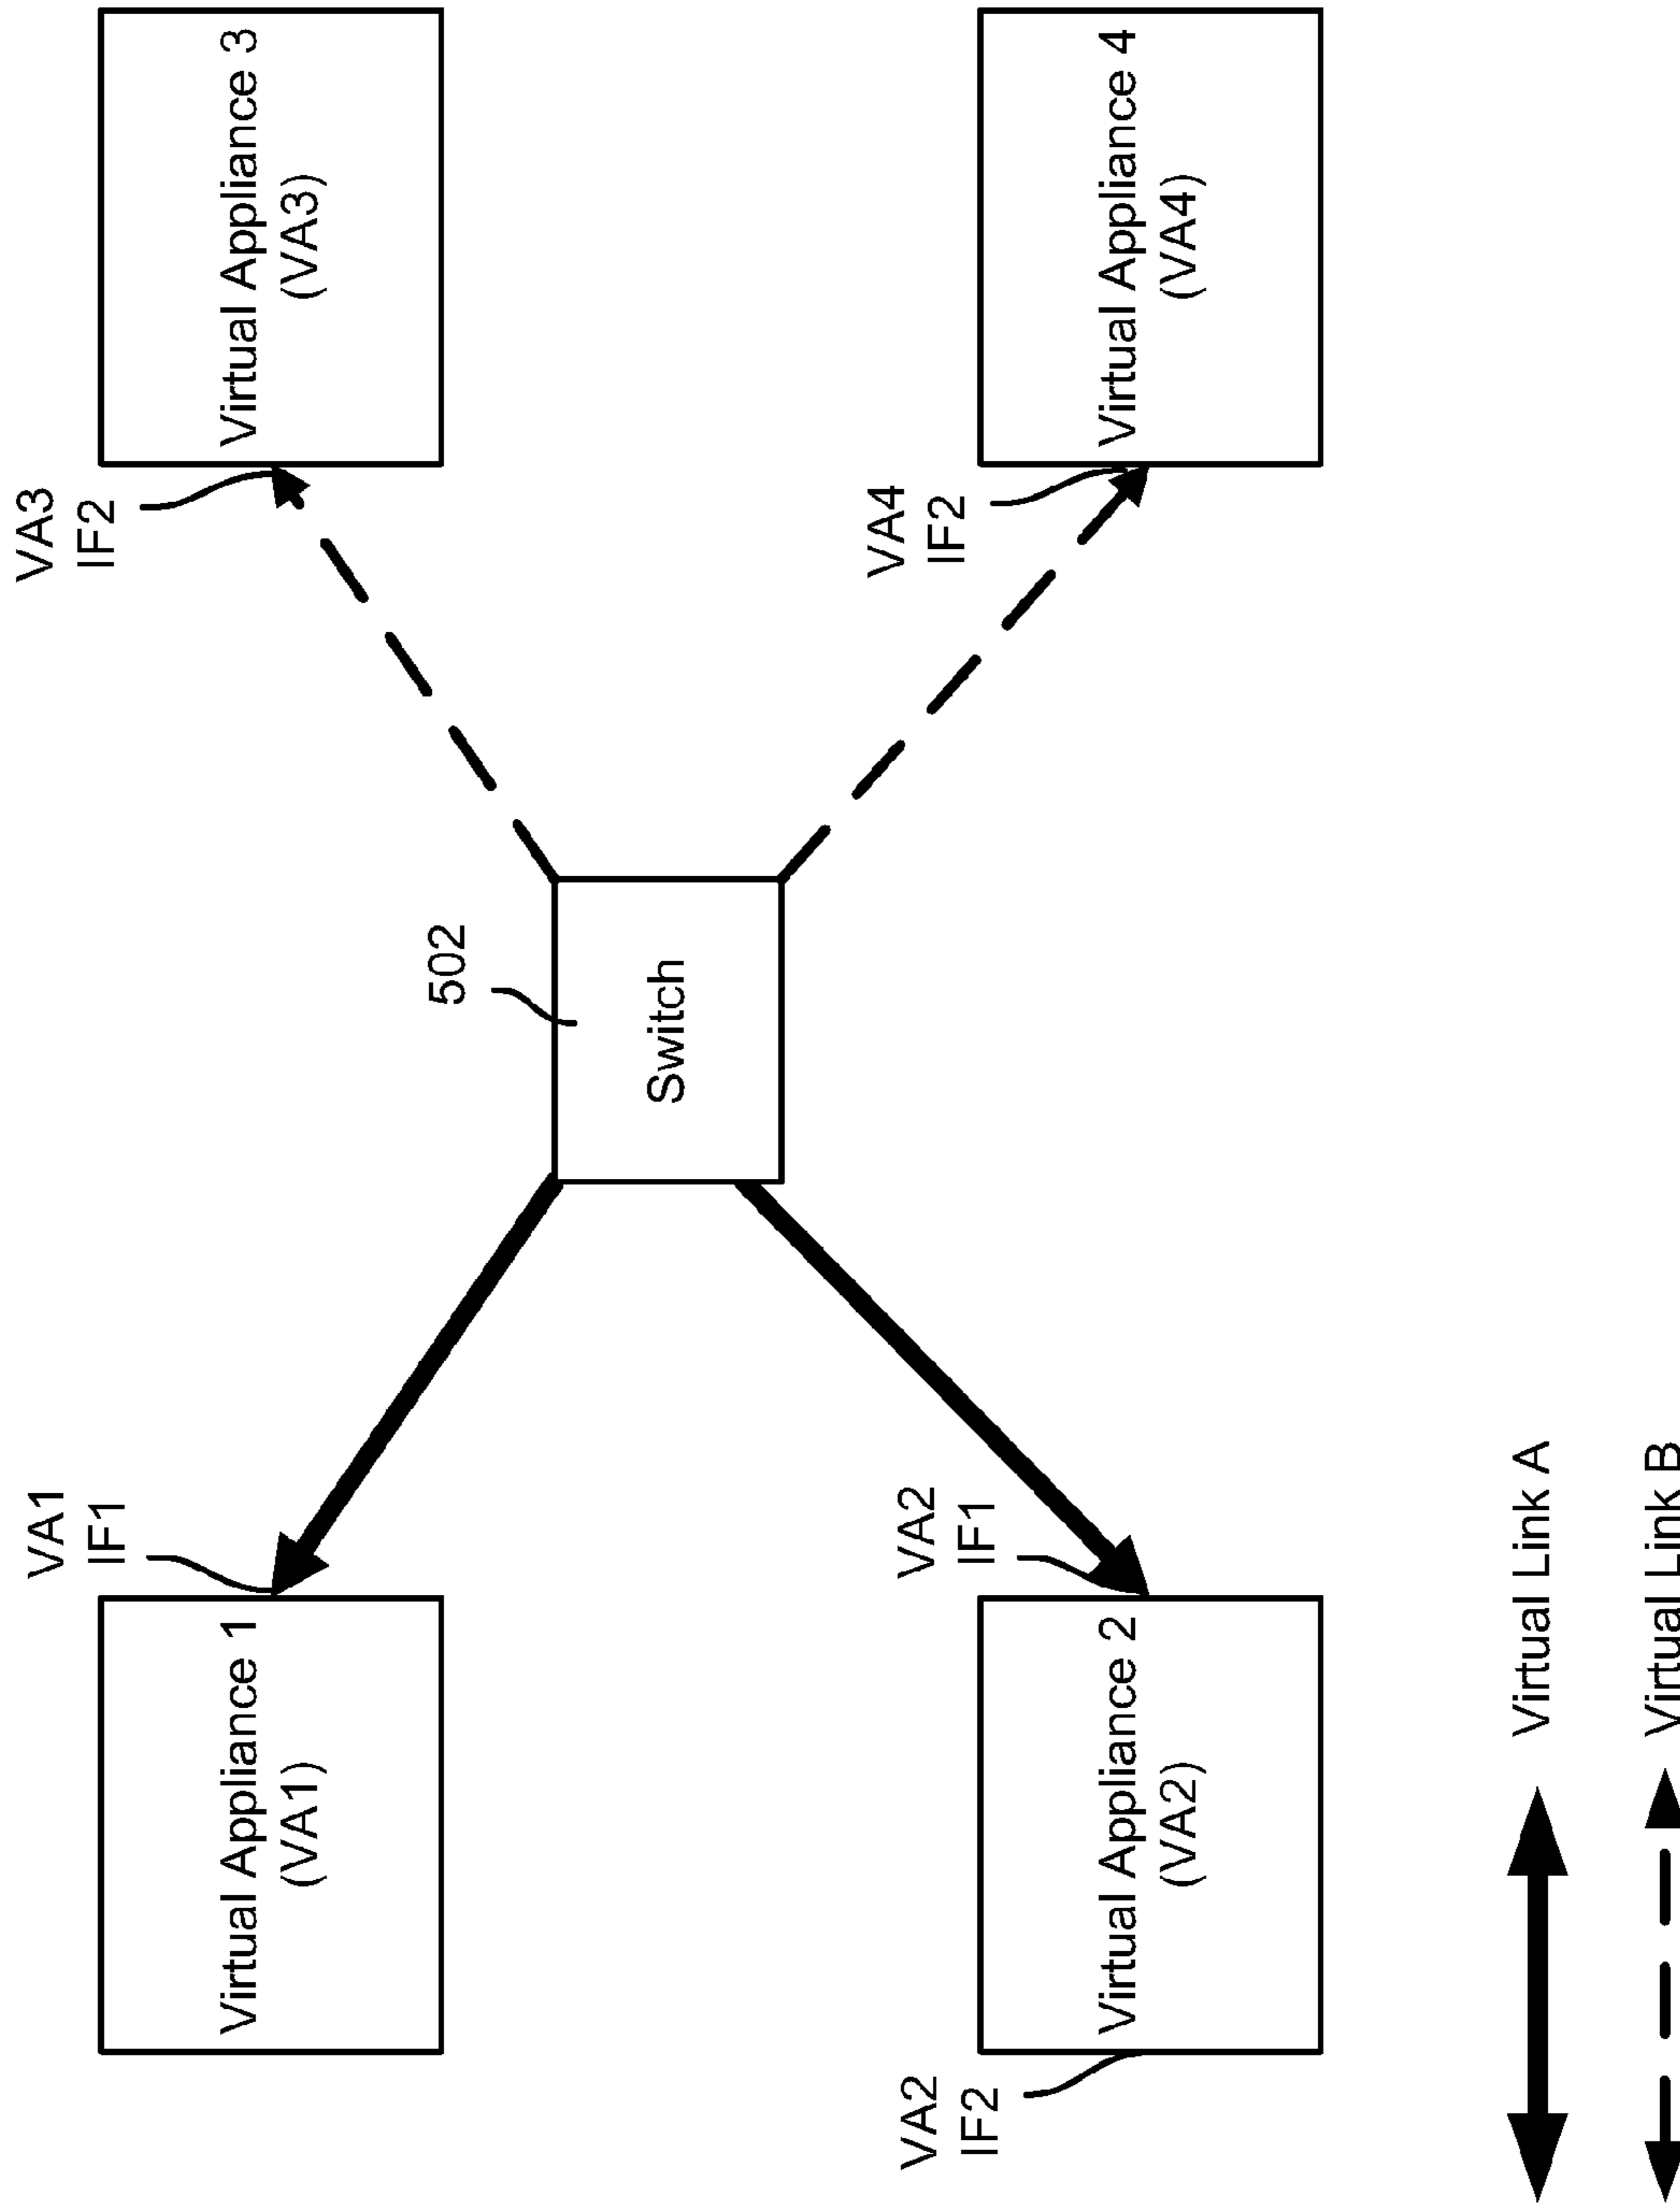 VA1
IF1
Virtual Appliance 1
(VA1)
VA3
IF2
Virtual Appliance 3
(VA3)
502
Switch
VA2
IF2
VA2
IF1
Virtual Appliance 2
(VA2)
VA4
IF2
Virtual Appliance 4
(VA4)
Virtual Link A
Virtual Link B